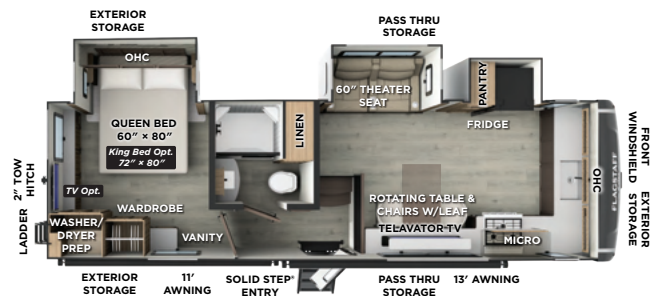 EXTERIOR
STORAGE
PASS THRU
STORAGE
OHC
QUEEN BED
60" × 80"
King Bed Opt.
72" × 80"
TV Opt.
WARDROBE
WASHER/
DRYER
PREP
VANITY
LINEN
60" THEATER
SEAT
PANTRY
FRIDGE
ROTATING TABLE &
CHAIRS W/LEAF
TELAVATOR TV
MICRO
OHC
FLAGSTAFF
FRONT
WINDSHIELD
EXTERIOR
STORAGE
2" TOW
HITCH
LADDER
EXTERIOR
STORAGE
11'
AWNING
SOLID STEP®
ENTRY
PASS THRU
STORAGE
13' AWNING